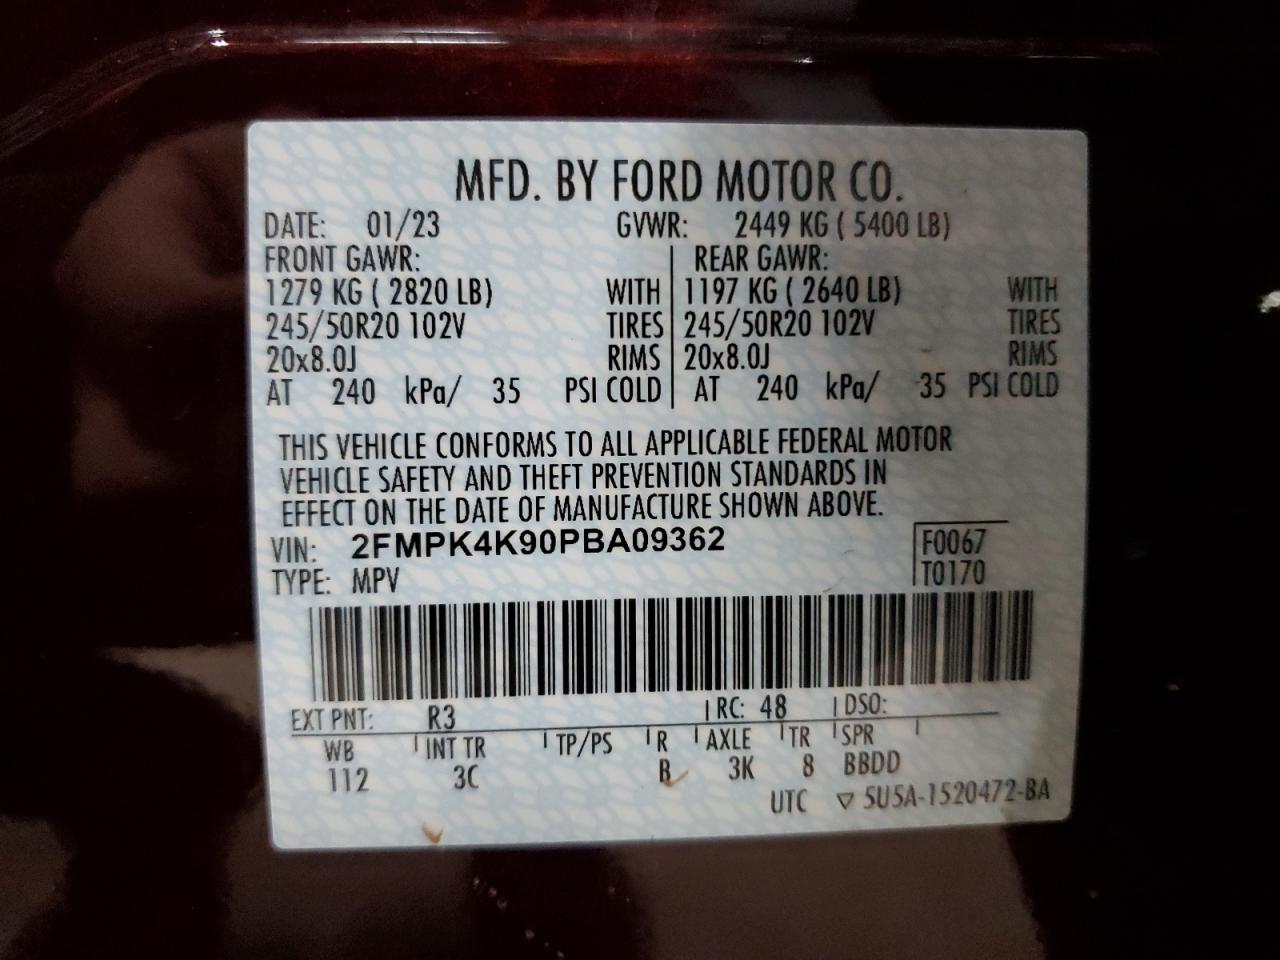 MFD. BY FORD MOTOR CO.
DATE: 01/23 GVWR: 2449 KG ( 5400 LB)
FRONT GAWR: REAR GAWR:
1279 KG ( 2820 LB) WITH 1197 KG ( 2640 LB) WITH
245/50R20 102V TIRES 245/50R20 102V TIRES
20x8.0J RIMS 20x8.0J RIMS
AT 240 kPa/ 35 PSI COLD AT 240 kPa/ 35 PSI COLD
THIS VEHICLE CONFORMS TO ALL APPLICABLE FEDERAL MOTOR
VEHICLE SAFETY AND THEFT PREVENTION STANDARDS IN
EFFECT ON THE DATE OF MANUFACTURE SHOWN ABOVE.
VIN: 2FMPK4K90PBA09362 F0067
TYPE: MPV T0170
EXT PNT: R3 RC: 48 DSO:
WB INT TR TP/PS R AXLE TR SPR
112 3C B 3K 8 BBDD
UTC ▽ 5U5A-1520472-BA